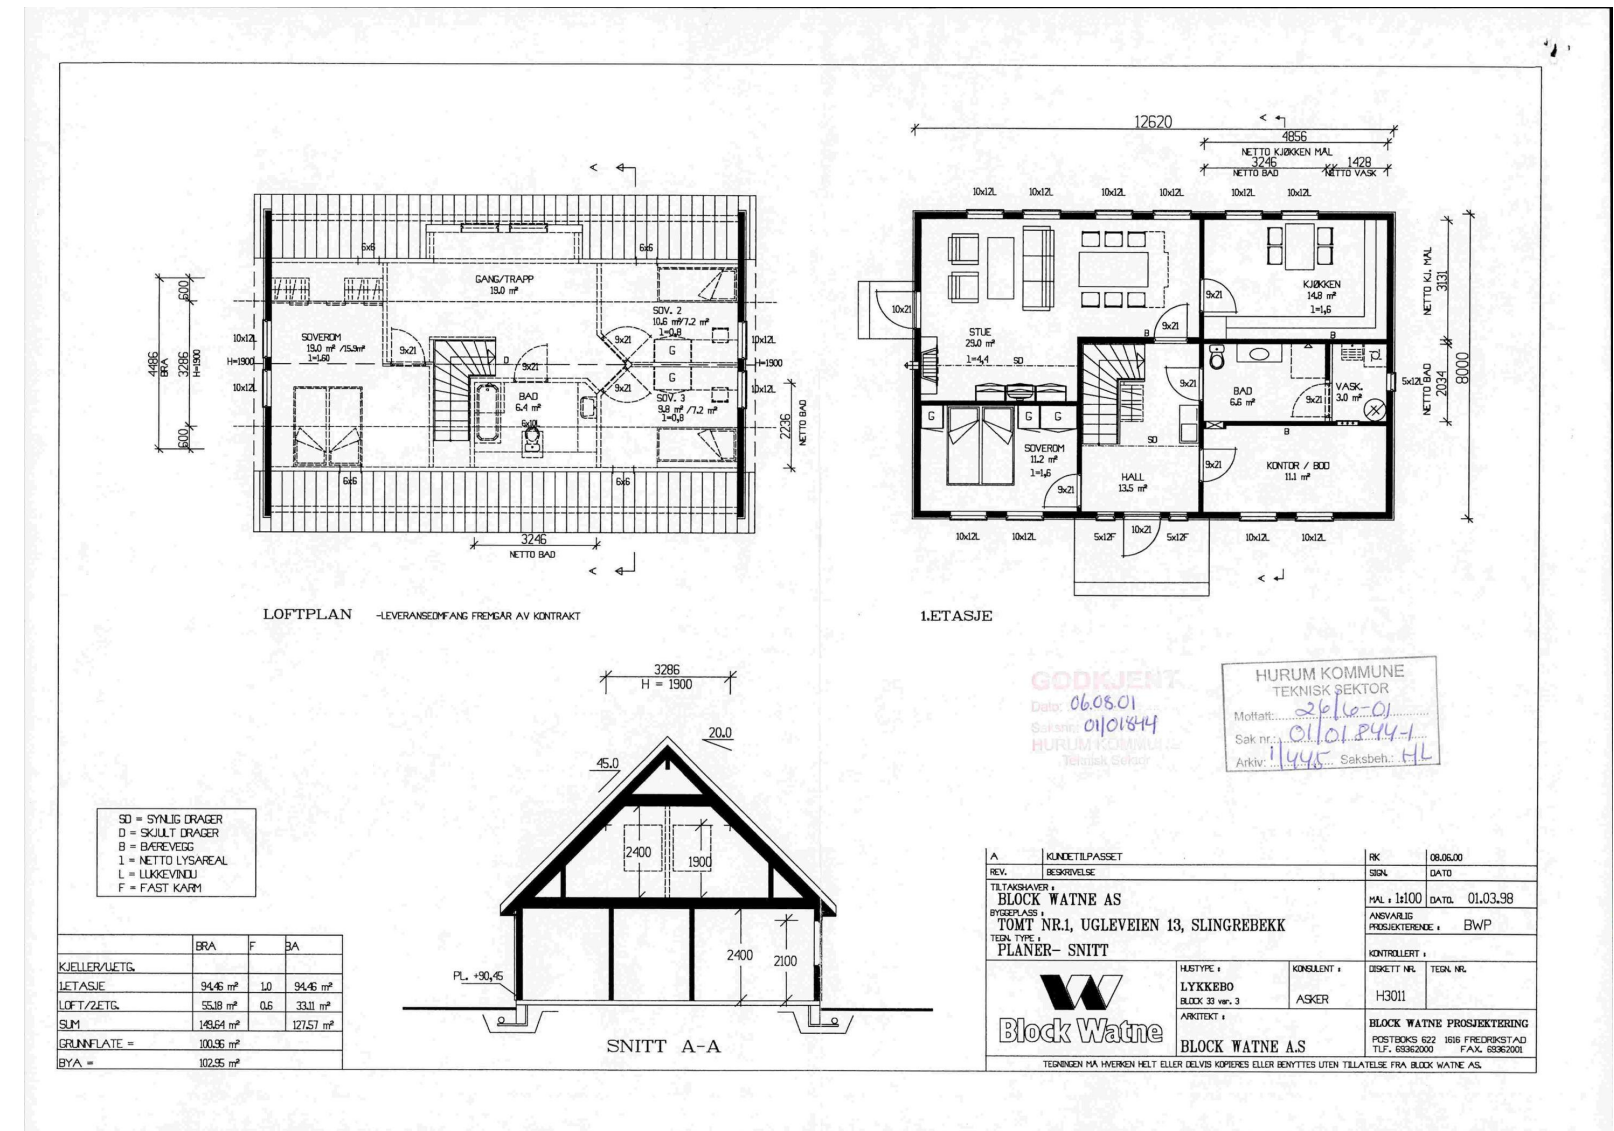 12620
4856
NETTO KJØKKEN MÅL
3246
1428
NETTO BAD
NETTO VASK
A
10x12L
10x12L
10x12L
10x12L
10x12L
10x12L
STUE
29.0 m²
l=4,4
SD
10x21
9x21
B
9x21
KJØKKEN
14.8 m²
l=1,6
B
3131
NETTO KJ. MÅL
2034
NETTO BAD
8000
5x12L
BAD
6.6 m²
9x21
9x21
VASK.
3.0 m²
G
G
G
SOVEROM
11.2 m²
l=1,6
9x21
SD
HALL
13.5 m²
9x21
B
KONTOR / BOD
11.1 m²
10x12L
10x12L
5x12F
10x21
5x12F
10x12L
10x12L
A
1.ETASJE
A
6x6
6x6
GANG/TRAPP
19.0 m²
600
4486
BRA
3286
H=1900
600
10x12L
H=1900
10x12L
SOVEROM
19.0 m² /15.9m²
l=1.60
9x21
D
9x21
SOV. 2
10.6 m²/7.2 m²
l=0,8
9x21
G
G
9x21
SOV. 3
9.8 m² /7.2 m²
l=0,8
10x12L
H=1900
10x12L
BAD
6.4 m²
6x10L
2236
NETTO BAD
6x6
6x6
3246
NETTO BAD
A
LOFTPLAN
-LEVERANSEOMFANG FREMGÅR AV KONTRAKT
3286
H = 1900
20.0
45.0
2400
1900
2400
2100
PL. +90,45
SNITT A-A
GODKJENT
Dato: 06.08.01
Saksnr.: 01/01844
HURUM KOMMUNE
Teknisk Sektor
HURUM KOMMUNE
TEKNISK SEKTOR
Mottatt: 26/6-01
Sak nr.: 01/01844-1
Arkiv: 1/445 Saksbeh.: HL
SD = SYNLIG DRAGER
D = SKJULT DRAGER
B = BÆREVEGG
l = NETTO LYSAREAL
L = LUKKEVINDU
F = FAST KARM
BRA F BA
KJELLER/U.ETG.
1.ETASJE 94.46 m² 1.0 94.46 m²
LOFT/2.ETG. 55.18 m² 0.6 33.11 m²
SUM 149.64 m² 127.57 m²
GRUNNFLATE = 100.96 m²
BYA = 102.95 m²
A KUNDETILPASSET RK 08.06.00
REV. BESKRIVELSE SIGN. DATO
TILTAKSHAVER :
BLOCK WATNE AS
MÅL : 1:100 DATO. 01.03.98
BYGGEPLASS :
TOMT NR.1, UGLEVEIEN 13, SLINGREBEKK
ANSVARLIG
PROSJEKTERENDE : BWP
TEGN. TYPE :
PLANER- SNITT
KONTROLLERT :
Block Watne
HUSTYPE :
LYKKEBO
BLOCK 33 var. 3
KONSULENT :
ASKER
DISKETT NR.
H3011
TEGN. NR.
ARKITEKT :
BLOCK WATNE A.S
BLOCK WATNE PROSJEKTERING
POSTBOKS 622 1616 FREDRIKSTAD
TLF. 69362000 FAX. 69362001
TEGNINGEN MÅ HVERKEN HELT ELLER DELVIS KOPIERES ELLER BENYTTES UTEN TILLATELSE FRA BLOCK WATNE AS.